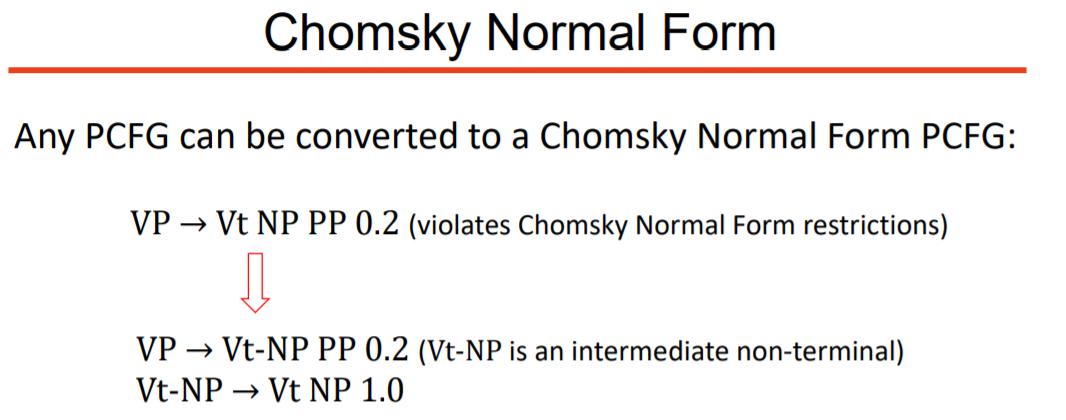 Chomsky Normal Form
Any PCFG can be converted to a Chomsky Normal Form PCFG:
VP → Vt NP PP 0.2 (violates Chomsky Normal Form restrictions)
VP → Vt-NP PP 0.2 (Vt-NP is an intermediate non-terminal)
Vt-NP → Vt NP 1.0